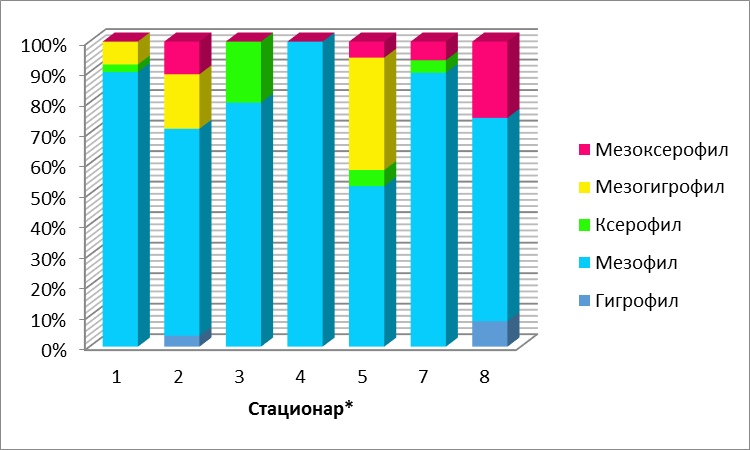 100%
90%
80%
70%
60%
50%
40%
30%
20%
10%
0%
1 2 3 4 5 7 8
Стационар*
Мезоксерофил
Мезогигрофил
Ксерофил
Мезофил
Гигрофил